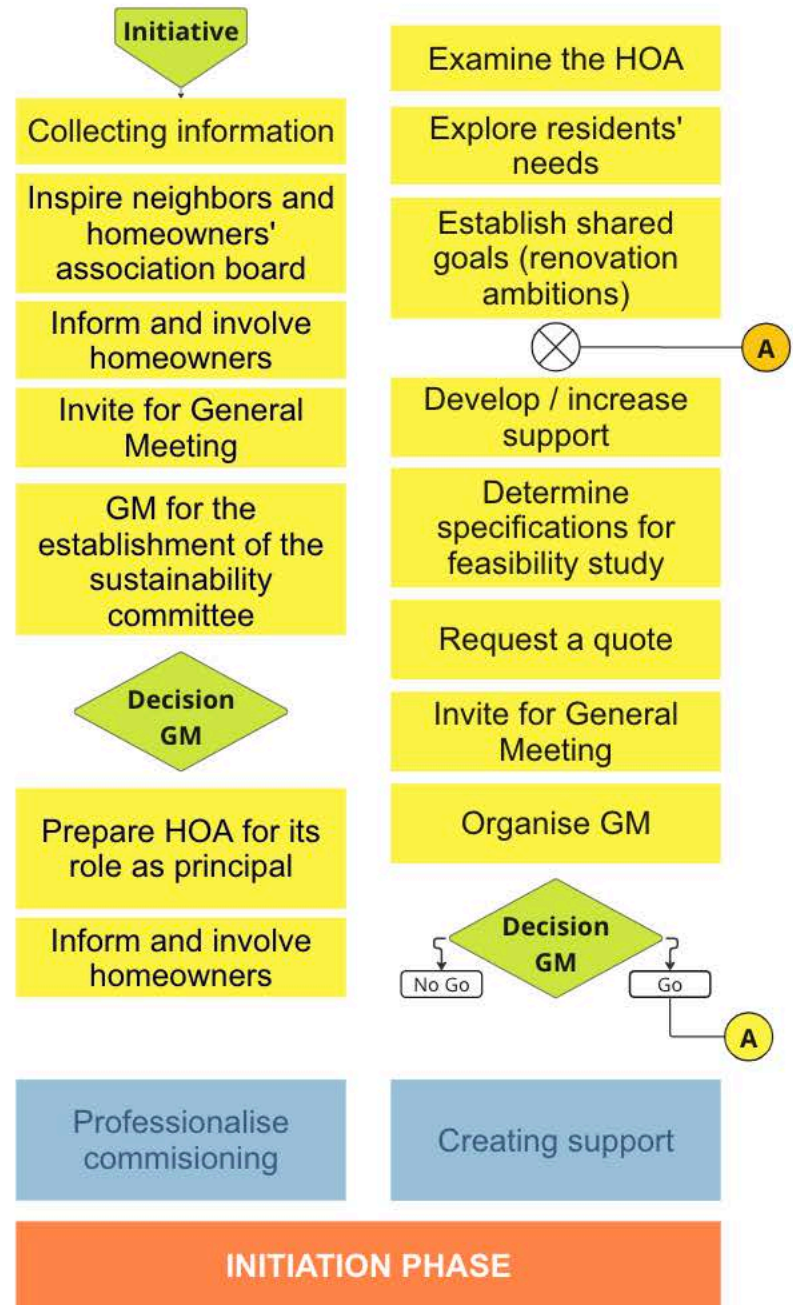 Initiative
Collecting information
Inspire neighbors and
homeowners'
association board
Inform and involve
homeowners
Invite for General
Meeting
GM for the
establishment of the
sustainability
committee
Decision
GM
Prepare HOA for its
role as principal
Inform and involve
homeowners
Professionalise
commisioning
Examine the HOA
Explore residents'
needs
Establish shared
goals (renovation
ambitions)
A
Develop / increase
support
Determine
specifications for
feasibility study
Request a quote
Invite for General
Meeting
Organise GM
Decision
GM
No Go
Go
A
Creating support
INITIATION PHASE